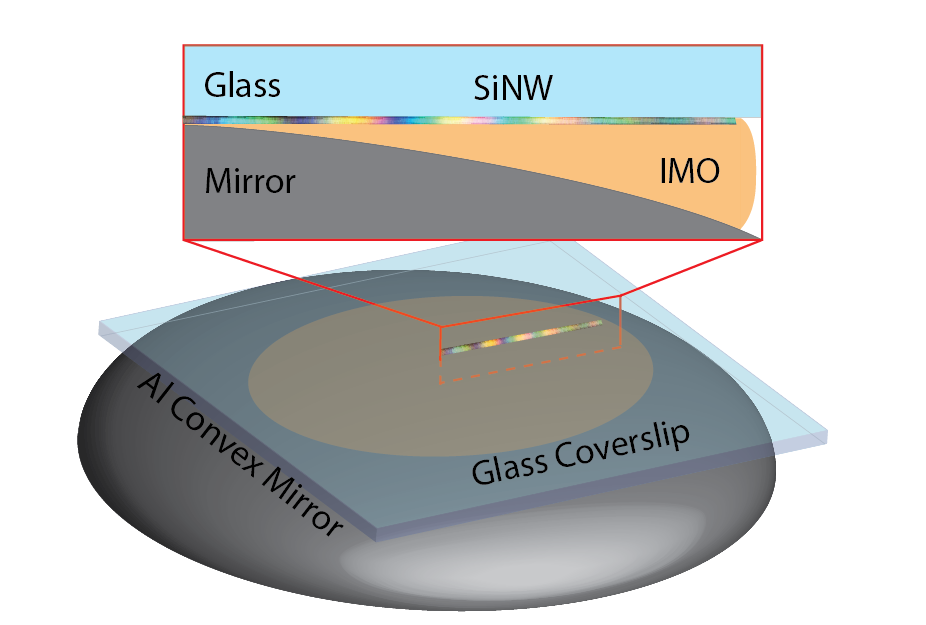 Glass
SiNW
Mirror
IMO
Al Convex Mirror
Glass Coverslip